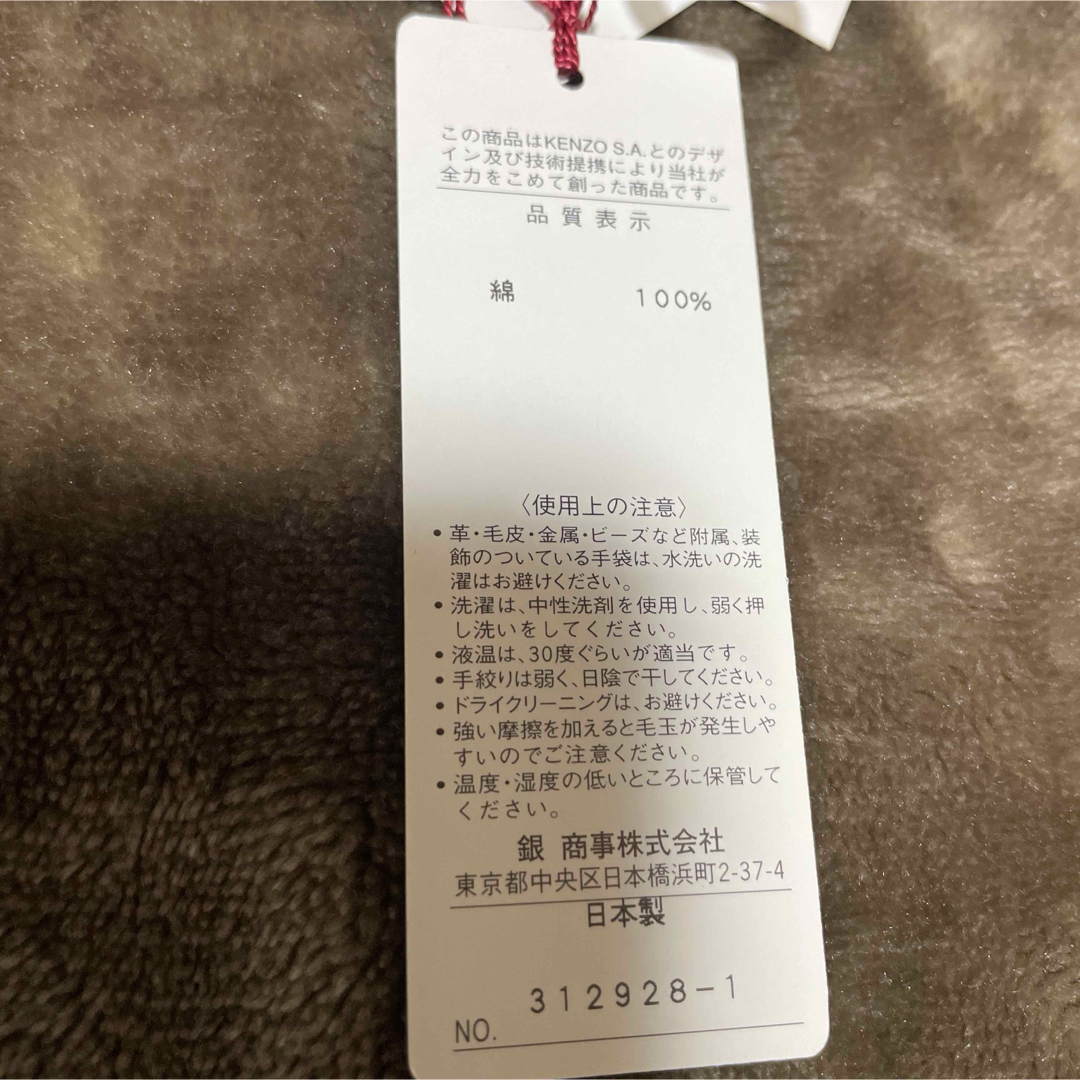 この商品はKENZO S.A.とのデザ
イン及び技術提携により当社が
全力をこめて創った商品です。
品質表示
綿 100%
〈使用上の注意〉
• 革・毛皮・金属・ビーズなど附属、装
飾のついている手袋は、水洗いの洗
濯はお避けください。
• 洗濯は、中性洗剤を使用し、弱く押
し洗いをしてください。
• 液温は、30度ぐらいが適当です。
• 手絞りは弱く、日陰で干してください。
• ドライクリーニングは、お避けください。
• 強い摩擦を加えると毛玉が発生しや
すいのでご注意ください。
• 温度・湿度の低いところに保管して
ください。
銀 商事株式会社
東京都中央区日本橋浜町2-37-4
日本製
312928-1
NO.